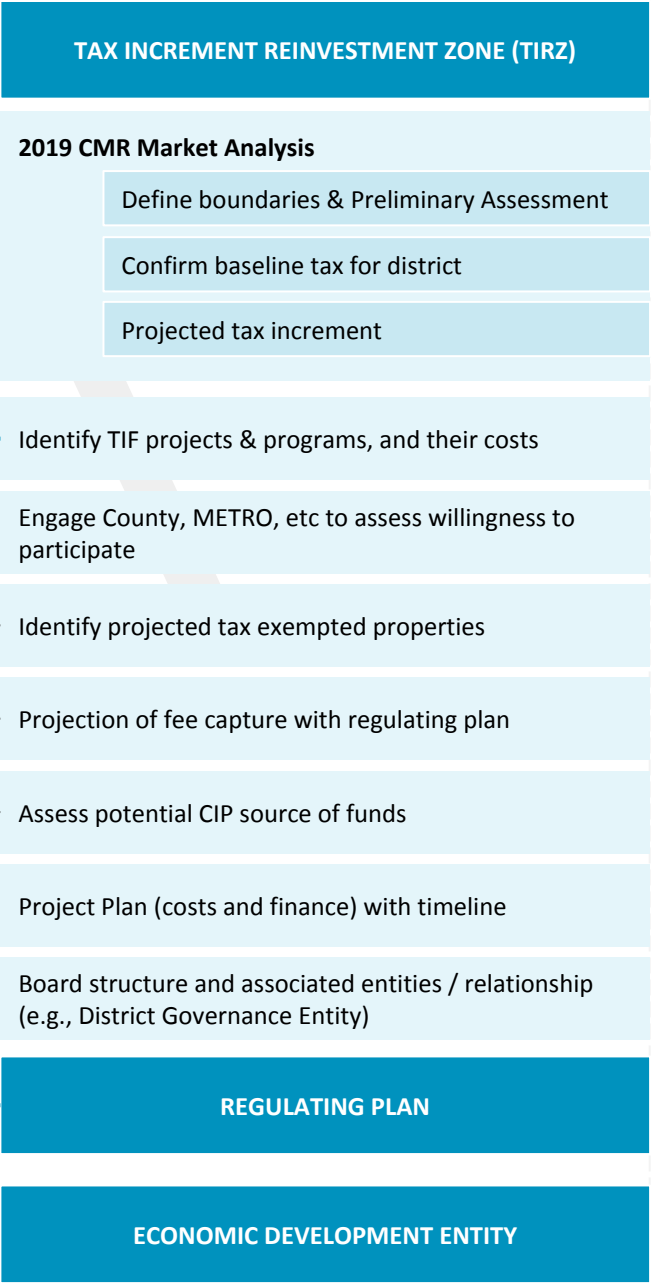 TAX INCREMENT REINVESTMENT ZONE (TIRZ)
2019 CMR Market Analysis
Define boundaries & Preliminary Assessment
Confirm baseline tax for district
Projected tax increment
Identify TIF projects & programs, and their costs
Engage County, METRO, etc to assess willingness to
participate
Identify projected tax exempted properties
Projection of fee capture with regulating plan
Assess potential CIP source of funds
Project Plan (costs and finance) with timeline
Board structure and associated entities / relationship
(e.g., District Governance Entity)
REGULATING PLAN
ECONOMIC DEVELOPMENT ENTITY